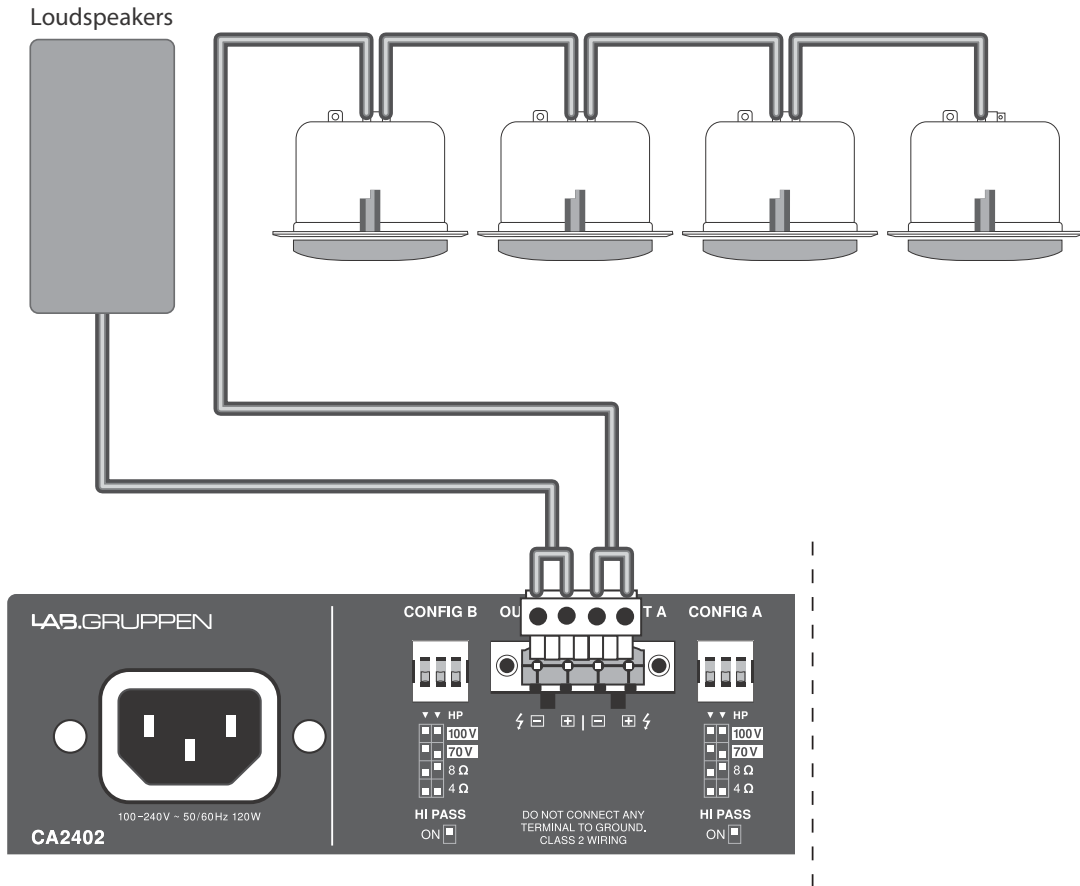 Loudspeakers
LAB.GRUPPEN
100–240V ~ 50/60Hz 120W
CA2402
CONFIG B
OU
T A
CONFIG A
▼ ▼ HP
100 V
70 V
8 Ω
4 Ω
HI PASS
ON
− + | − +
DO NOT CONNECT ANY
TERMINAL TO GROUND.
CLASS 2 WIRING
▼ ▼ HP
100 V
70 V
8 Ω
4 Ω
HI PASS
ON